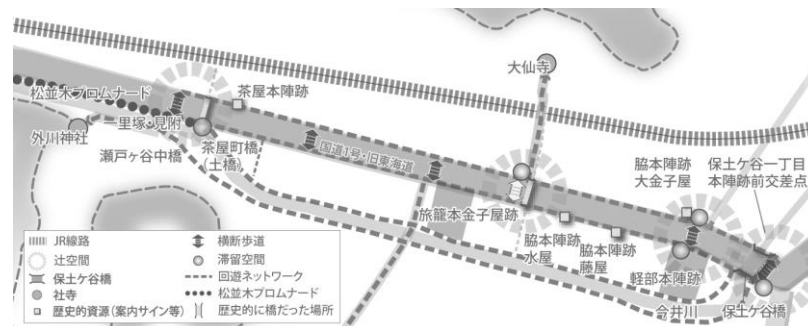 大仙寺
茶屋本陣跡
松並木プロムナード
一里塚・見附
外川神社
瀬戸ヶ谷中橋
茶屋町橋
(土橋)
国道1号・旧東海道
脇本陣跡
大金子屋
保土ケ谷一丁目
本陣跡前交差点
旅籠本金子屋跡
脇本陣跡
水屋
脇本陣跡
藤屋
軽部本陣跡
今井川
保土ケ谷橋
JR線路
辻空間
保土ケ谷橋
社寺
歴史的資源(案内サイン等)
横断歩道
滞留空間
回遊ネットワーク
松並木プロムナード
歴史的に橋だった場所